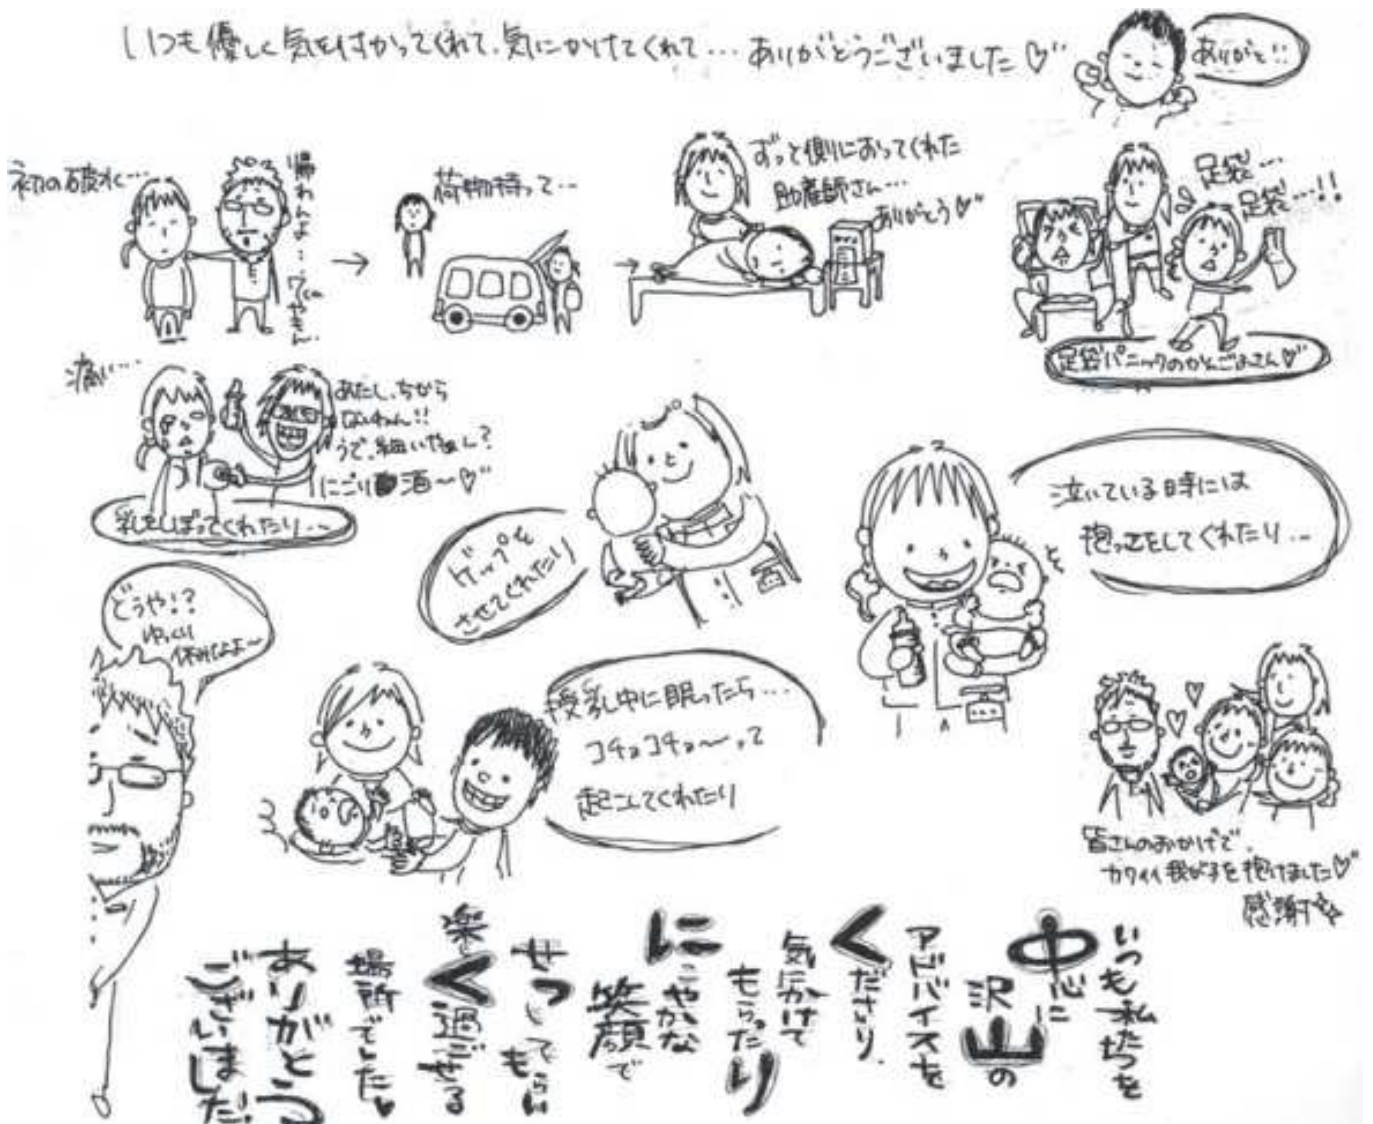 いつも優しく気を付かってくれて、気にかけてくれて…ありがとうございました♡
ありがと
初の破水…
帰れんよ…
荷物持って…
ずっと側におってくれた
助産師さん…
ありがとう♡
足袋…
足袋…!!
足袋パニックのかんごふさん♡
痛い…
あたし、ちから
ないねん!!
うで、細いやん?
にごり酒〜♡
乳をしぼってくれたり…
ゲップを
させてくれたり
泣いている時には
抱っこをしてくれたり…
どうや!?
ゆっくり
休みなよ〜
授乳中に眠ったら…
コチョコチョ〜って
起こしてくれたり
皆さんのおかげで、
カワイイ我が子を抱けました♡
感謝
いつも私たちを
中心に
沢山の
アドバイスを
くださり、
気にかけて
もらったり
にこやかな
笑顔で
せっしてもらい
楽しく過ごせる
場所でした♥
ありがとう
ございました!